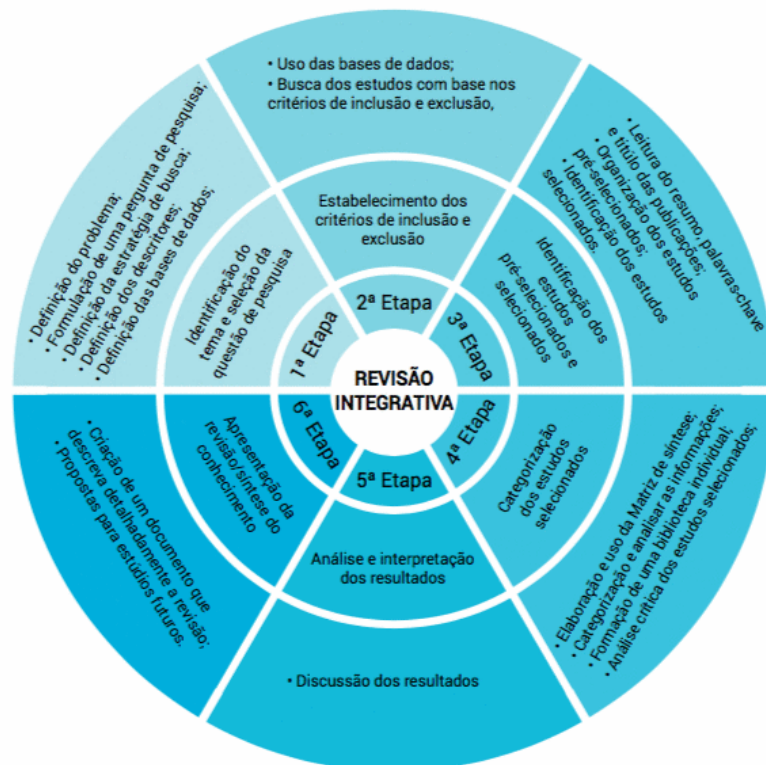 REVISÃO
INTEGRATIVA
1ª Etapa
Identificação do
tema e seleção da
questão de pesquisa
• Definição do problema;
• Formulação de uma pergunta de pesquisa;
• Definição da estratégia de busca;
• Definição dos descritores;
• Definição das bases de dados;
2ª Etapa
Estabelecimento dos
critérios de inclusão e
exclusão
• Uso das bases de dados;
• Busca dos estudos com base nos
critérios de inclusão e exclusão,
3ª Etapa
Identificação dos
estudos
pré-selecionados e
selecionados
• Leitura do resumo, palavras-chave
e título das publicações;
• Organização dos estudos
pré-selecionados;
• Identificação dos estudos
selecionados.
4ª Etapa
Categorização
dos estudos
selecionados
• Elaboração e uso da Matriz de síntese;
• Categorização e analisar as informações;
• Formação de uma biblioteca individual;
• Análise crítica dos estudos selecionados;
5ª Etapa
Análise e interpretação
dos resultados
• Discussão dos resultados
6ª Etapa
Apresentação da
revisão/síntese do
conhecimento
• Criação de um documento que
descreva detalhadamente a revisão;
• Propostas para estúdios futuros.